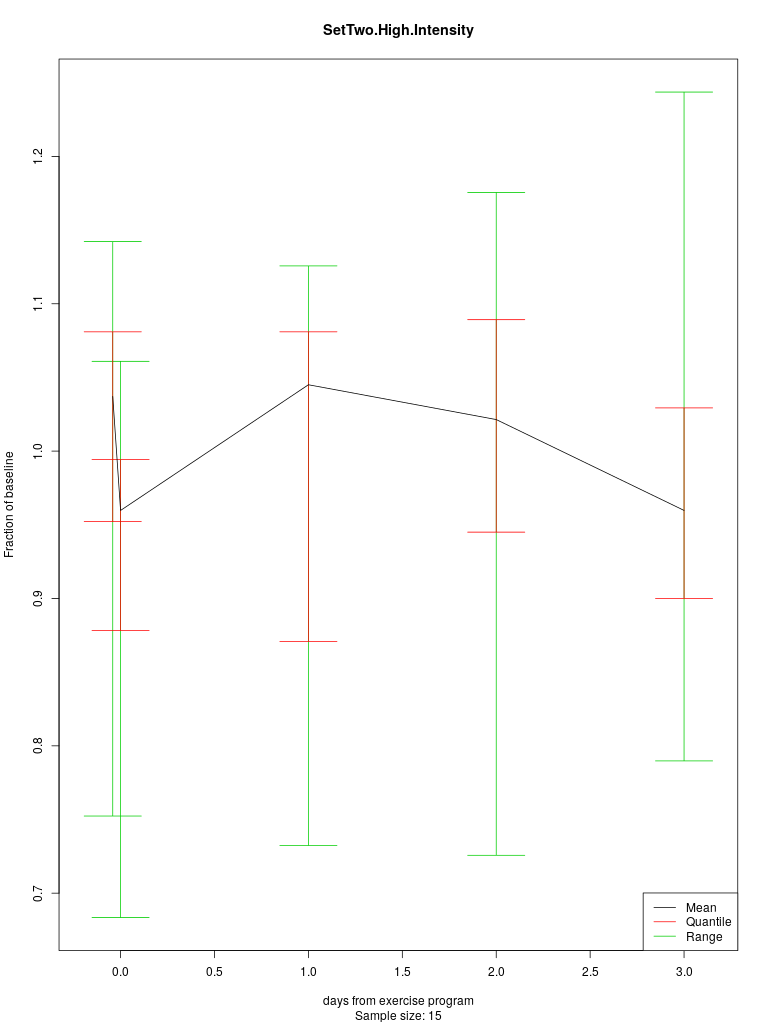 SetTwo.High.Intensity
Fraction of baseline
1.2
1.1
1.0
0.9
0.8
0.7
0.0
0.5
1.0
1.5
2.0
2.5
3.0
Mean
Quantile
Range
days from exercise program
Sample size: 15